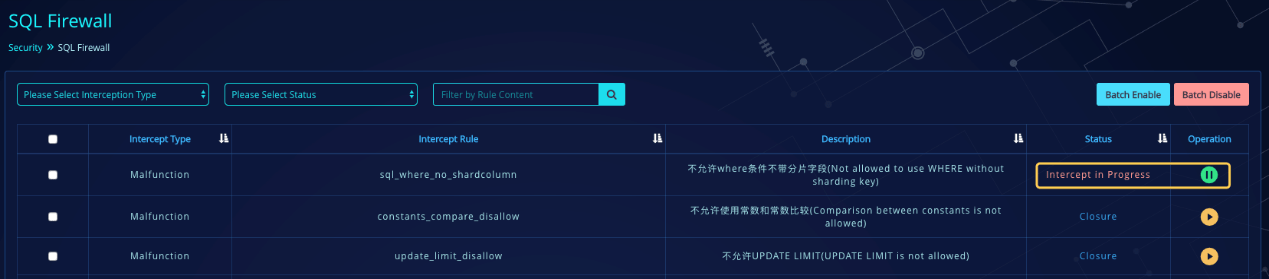 SQL Firewall
Security » SQL Firewall
Please Select Interception Type
Please Select Status
Filter by Rule Content
Batch Enable
Batch Disable
Intercept Type
Intercept Rule
Description
Status
Operation
Malfunction
sql_where_no_shardcolumn
不允许where条件不带分片字段(Not allowed to use WHERE without
sharding key)
Intercept in Progress
Malfunction
constants_compare_disallow
不允许使用常数和常数比较(Comparison between constants is not
allowed)
Closure
Malfunction
update_limit_disallow
不允许UPDATE LIMIT(UPDATE LIMIT is not allowed)
Closure